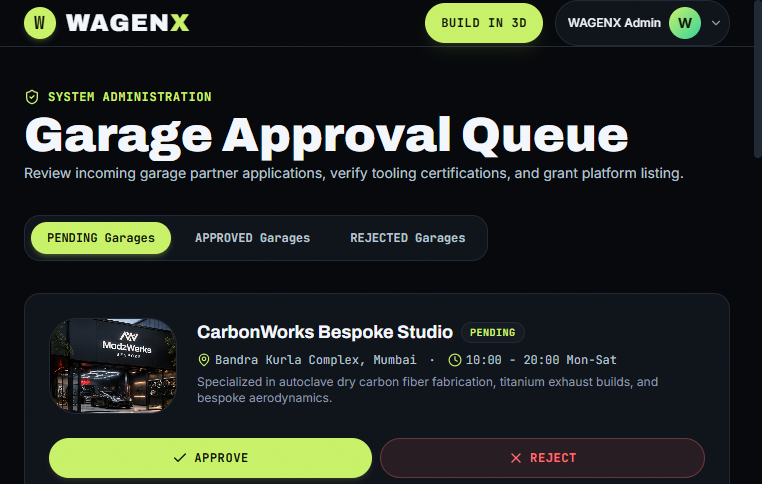 W WAGENX
BUILD IN 3D
WAGENX Admin W
SYSTEM ADMINISTRATION
Garage Approval Queue
Review incoming garage partner applications, verify tooling certifications, and grant platform listing.
PENDING Garages APPROVED Garages REJECTED Garages
ModzWerks
CarbonWorks Bespoke Studio PENDING
Bandra Kurla Complex, Mumbai · 10:00 - 20:00 Mon-Sat
Specialized in autoclave dry carbon fiber fabrication, titanium exhaust builds, and
bespoke aerodynamics.
APPROVE REJECT